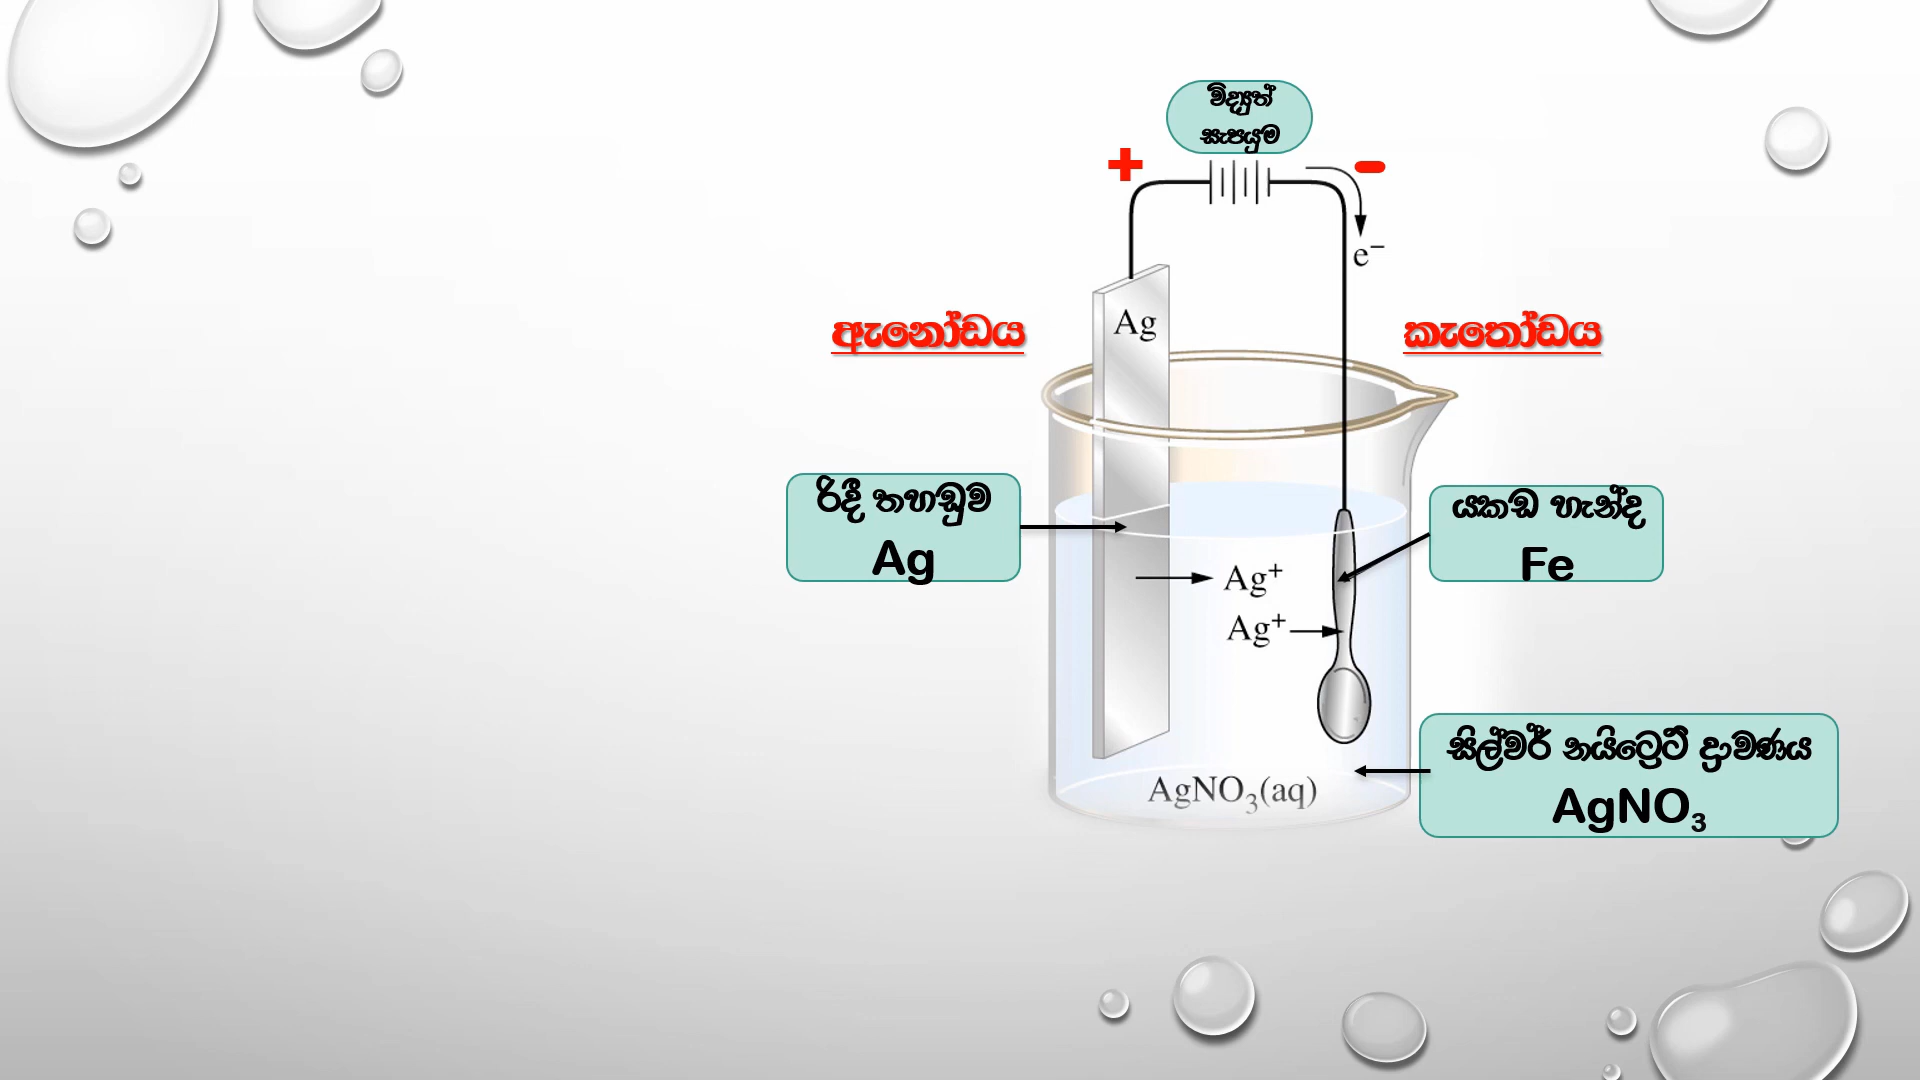 විද්‍යුත්
සැපයුම
+
-
e⁻
Ag
ඇනෝඩය
කැතෝඩය
රිදී තහඩුව
Ag
යකඩ හැන්ද
Fe
Ag⁺
Ag⁺
සිල්වර් නයිට්‍රේට් ද්‍රාවණය
AgNO₃
AgNO₃(aq)